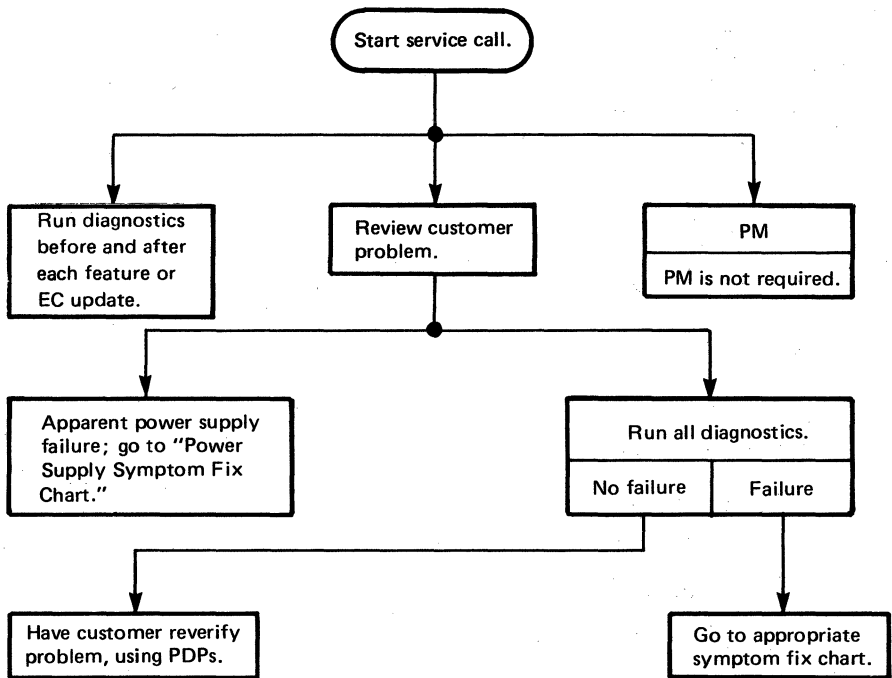 Start service call.
Run diagnostics
before and after
each feature or
EC update.
Review customer
problem.
PM
PM is not required.
Apparent power supply
failure; go to “Power
Supply Symptom Fix
Chart.”
Run all diagnostics.
No failure
Failure
Have customer reverify
problem, using PDPs.
Go to appropriate
symptom fix chart.